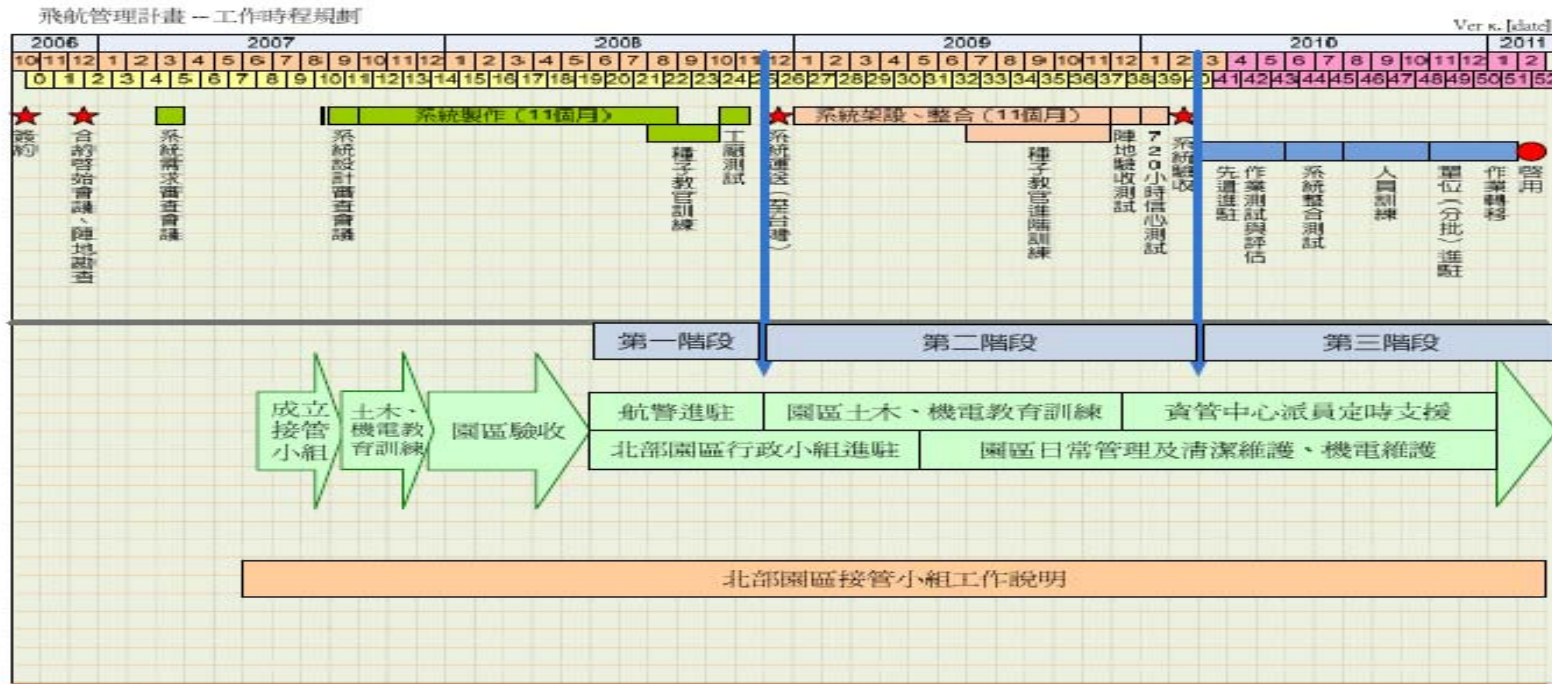 飛航管理計畫 -- 工作時程規劃
Ver κ. [date]
2006 2007 2008 2009 2010 2011
10 11 12 1 2 3 4 5 6 7 8 9 10 11 12 1 2 3 4 5 6 7 8 9 10 11 12 1 2 3 4 5 6 7 8 9 10 11 12 1 2 3 4 5 6 7 8 9 10 11 12 1 2
0 1 2 3 4 5 6 7 8 9 10 11 12 13 14 15 16 17 18 19 20 21 22 23 24 25 26 27 28 29 30 31 32 33 34 35 36 37 38 39 40 41 42 43 44 45 46 47 48 49 50 51 52
系統製作（11個月）
系統架設、整合（11個月）
簽約
合約啓始會議、陣地勘查
系統需求審查會議
系統設計審查會議
種子教官訓練
工廠測試
系統運送（至台灣）
種子教官進階訓練
陣地驗收測試
720小時信心測試
系統驗收
先遣進駐
作業測試與評估
系統整合測試
人員訓練
單位（分批）進駐
作業轉移
啓用
第一階段
第二階段
第三階段
成立接管小組
土木、機電教育訓練
園區驗收
航警進駐
園區土木、機電教育訓練
資管中心派員定時支援
北部園區行政小組進駐
園區日常管理及清潔維護、機電維護
北部園區接管小組工作說明